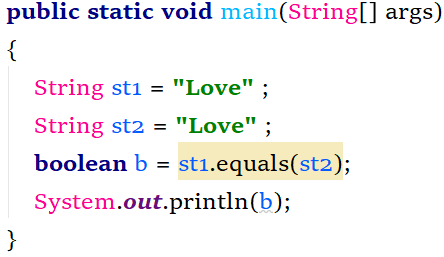 public static void main(String[] args)
{
String st1 = "Love" ;
String st2 = "Love" ;
boolean b = st1.equals(st2);
System.out.println(b);
}